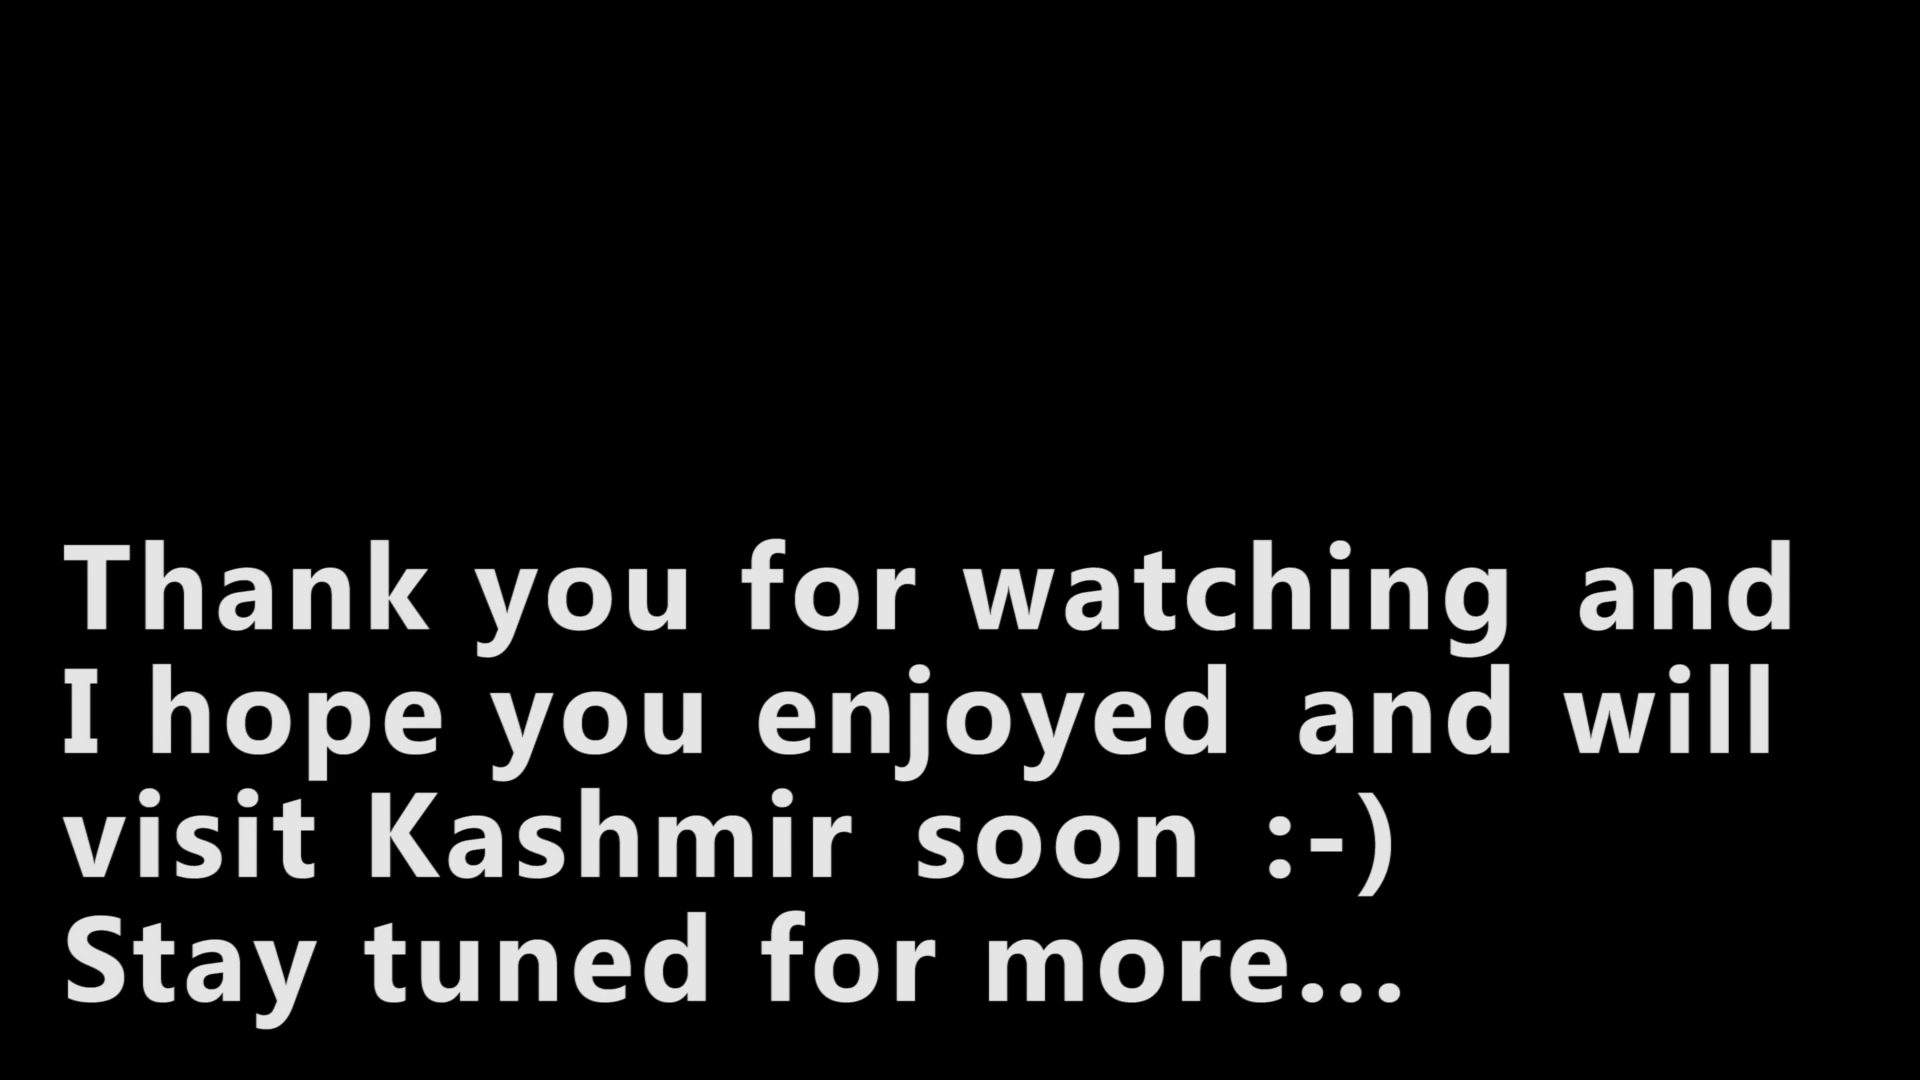 Thank you for watching and
I hope you enjoyed and will
visit Kashmir soon :-)
Stay tuned for more...